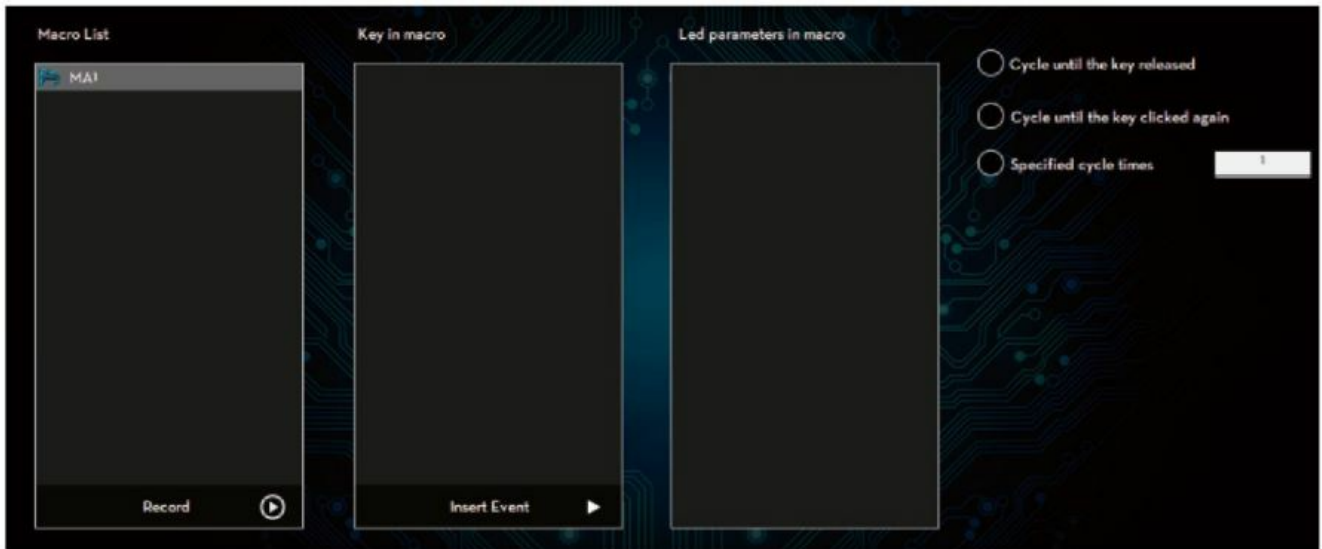 Macro List
MA1
Record
Key in macro
Insert Event
Led parameters in macro
Cycle until the key released
Cycle until the key clicked again
Specified cycle times 1